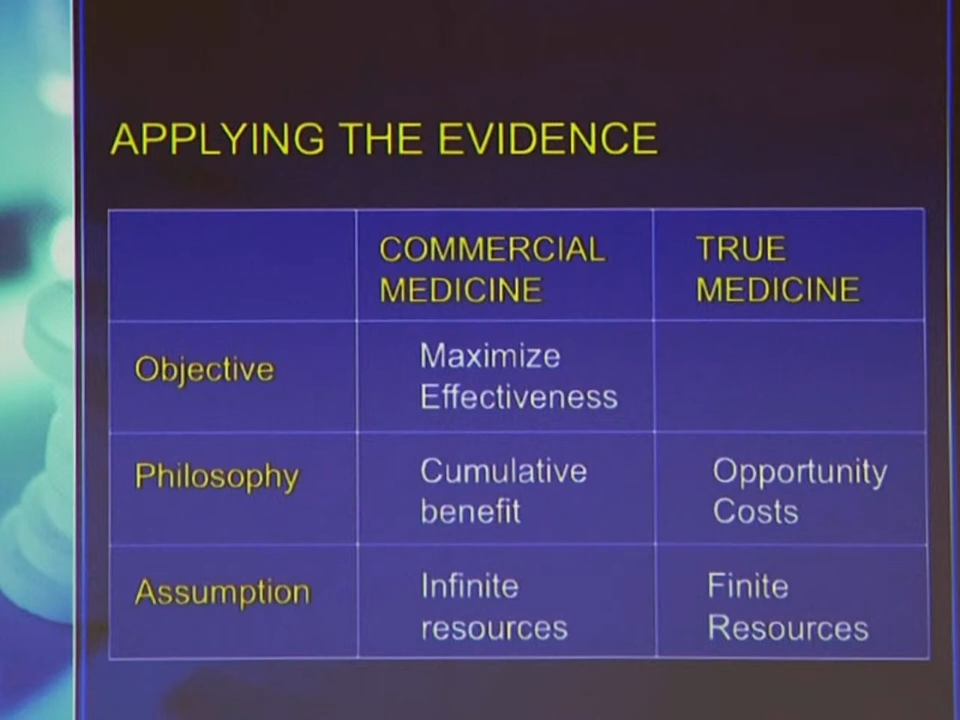 APPLYING THE EVIDENCE
COMMERCIAL MEDICINE
TRUE MEDICINE
Objective
Maximize Effectiveness
Philosophy
Cumulative benefit
Opportunity Costs
Assumption
Infinite resources
Finite Resources